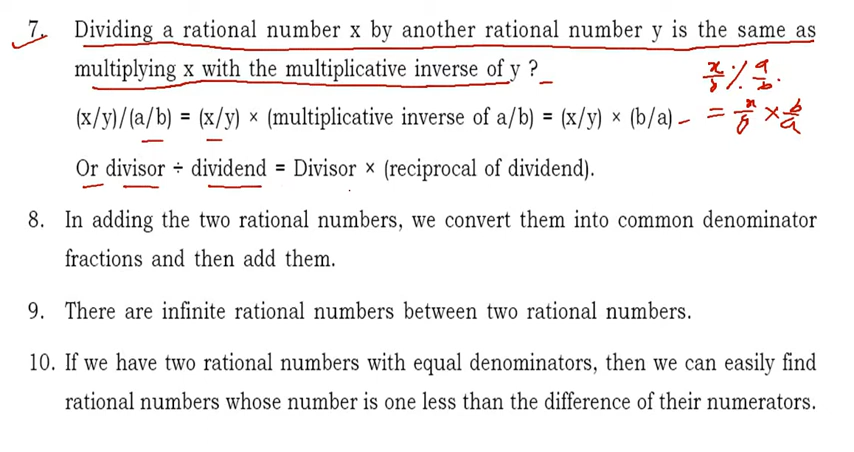 7. Dividing a rational number x by another rational number y is the same as
multiplying x with the multiplicative inverse of y ?
(x/y)/(a/b) = (x/y) × (multiplicative inverse of a/b) = (x/y) × (b/a)
Or divisor ÷ dividend = Divisor × (reciprocal of dividend).
x/y ÷ a/b.
= x/y × b/a
8. In adding the two rational numbers, we convert them into common denominator
fractions and then add them.
9. There are infinite rational numbers between two rational numbers.
10. If we have two rational numbers with equal denominators, then we can easily find
rational numbers whose number is one less than the difference of their numerators.